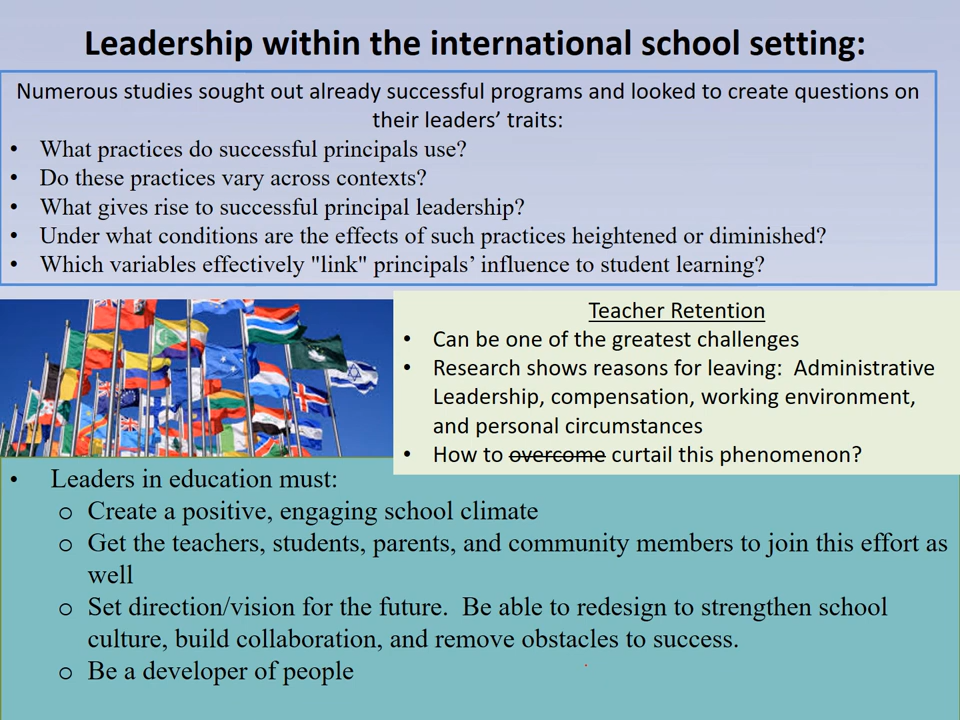 Leadership within the international school setting:
Numerous studies sought out already successful programs and looked to create questions on
their leaders’ traits:
• What practices do successful principals use?
• Do these practices vary across contexts?
• What gives rise to successful principal leadership?
• Under what conditions are the effects of such practices heightened or diminished?
• Which variables effectively "link" principals’ influence to student learning?
Teacher Retention
• Can be one of the greatest challenges
• Research shows reasons for leaving:  Administrative
Leadership, compensation, working environment,
and personal circumstances
• How to overcome curtail this phenomenon?
• Leaders in education must:
o Create a positive, engaging school climate
o Get the teachers, students, parents, and community members to join this effort as
well
o Set direction/vision for the future.  Be able to redesign to strengthen school
culture, build collaboration, and remove obstacles to success.
o Be a developer of people